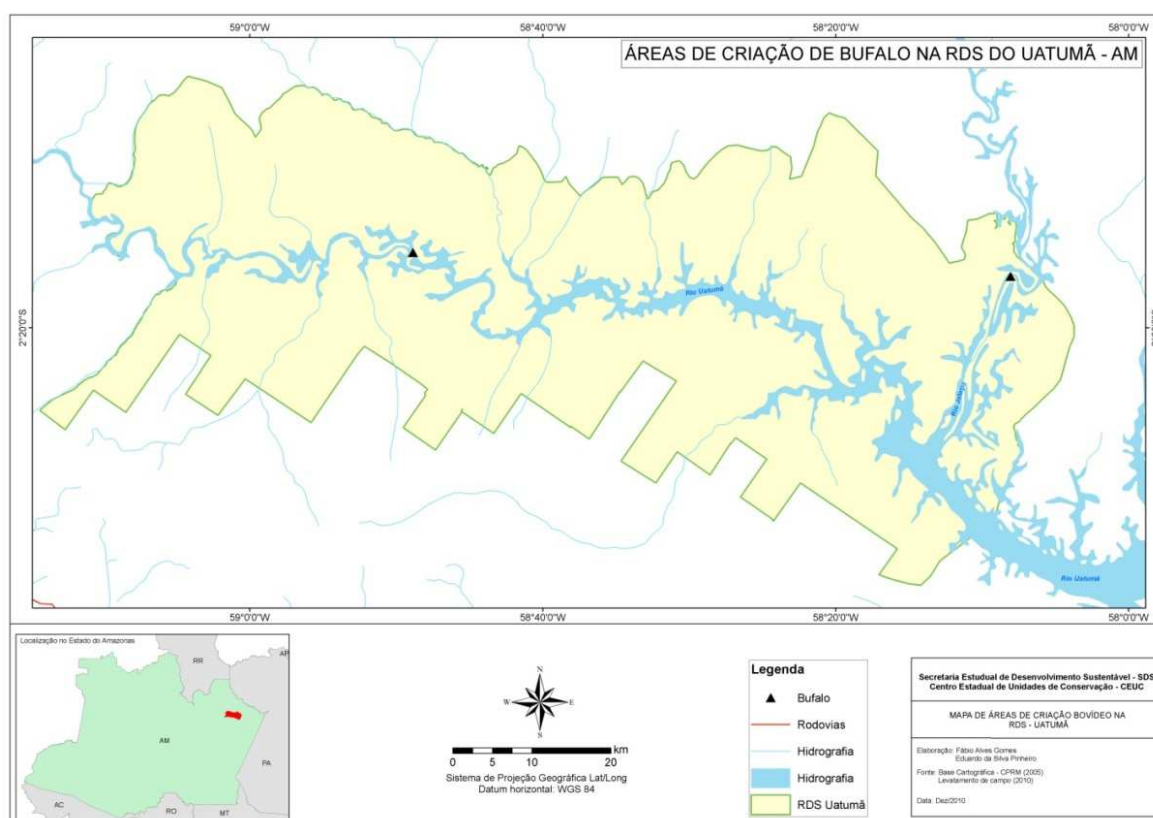 59°0'0"W
58°40'0"W
58°20'0"W
58°0'0"W
ÁREAS DE CRIAÇÃO DE BUFALO NA RDS DO UATUMÃ - AM
2°20'0"S
Rio Uatumã
Rio Jatapu
Rio Uatumã
59°0'0"W
58°40'0"W
58°20'0"W
58°0'0"W
Localização no Estado do Amazonas
RR
AP
AM
PA
AC
RO
MT
N
W
E
S
0 5 10 20 km
Sistema de Projeção Geográfica Lat/Long
Datum horizontal: WGS 84
Legenda
Bufalo
Rodovias
Hidrografia
Hidrografia
RDS Uatumã
Secretaria Estadual de Desenvolvimento Sustentável - SDS
Centro Estadual de Unidades de Conservação - CEUC
MAPA DE ÁREAS DE CRIAÇÃO BOVÍDEO NA
RDS - UATUMÃ
Elaboração: Fábio Alves Gomes
Eduardo da Silva Pinheiro
Fonte: Base Cartográfica - CPRM (2005)
Levatamento de campo (2010)
Data: Dez/2010